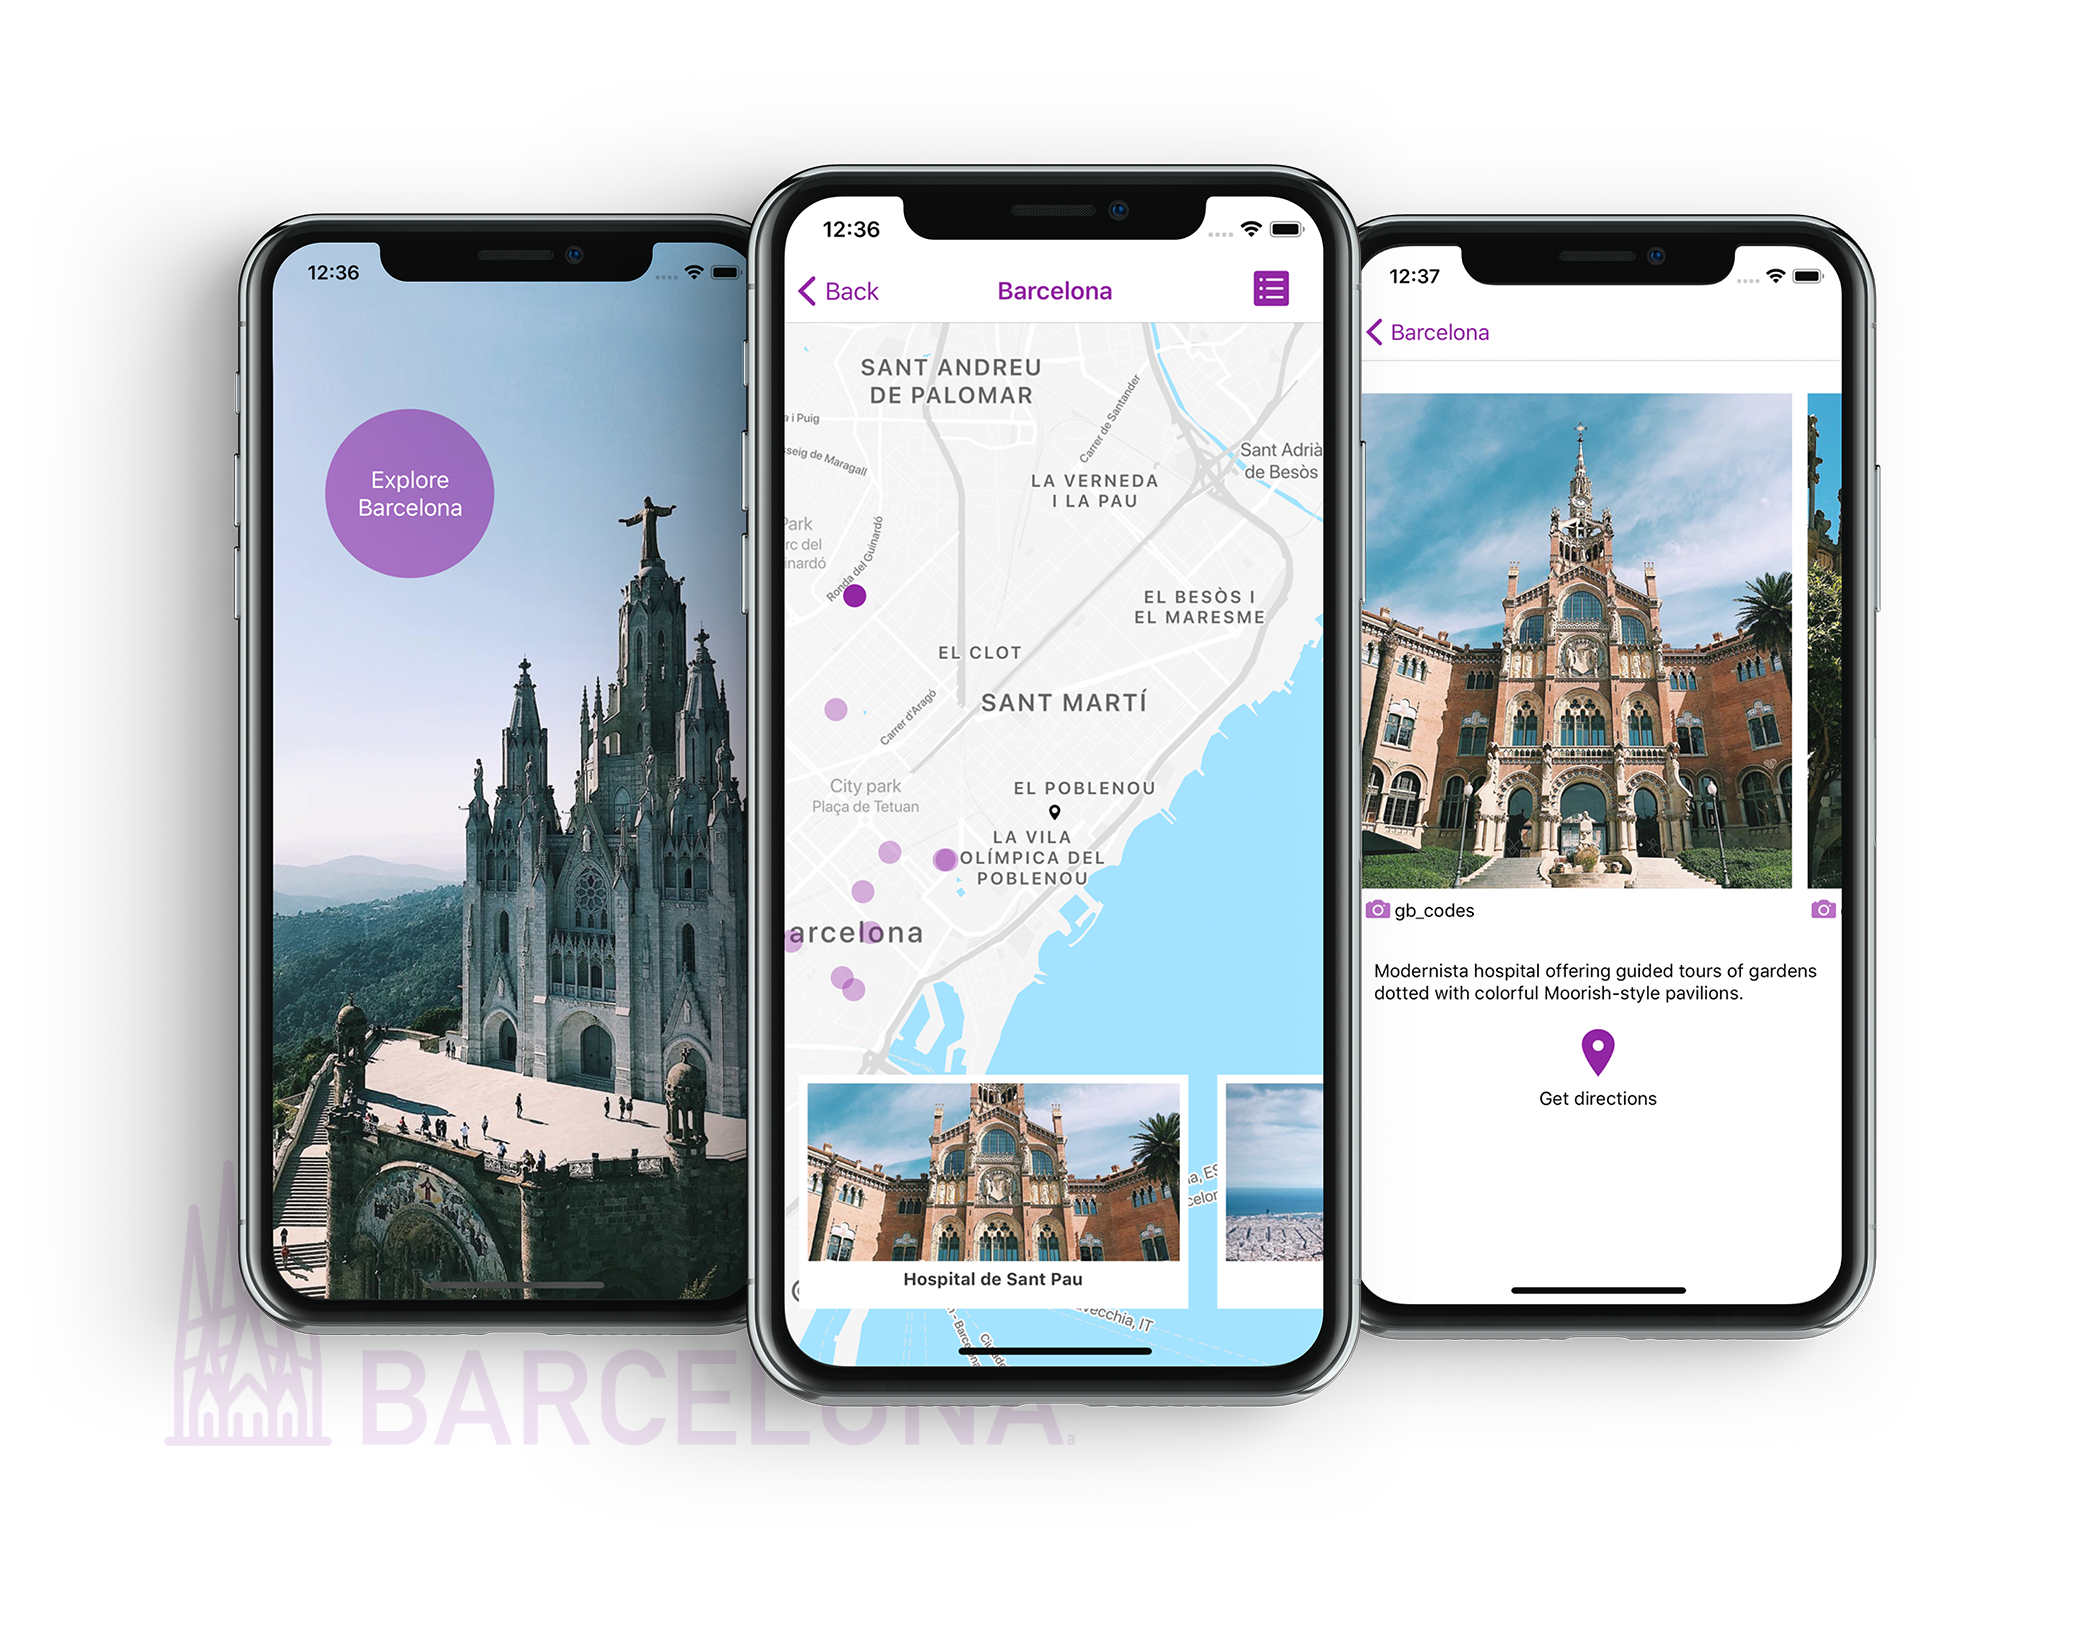 12:36
Explore
Barcelona
12:36
Back
Barcelona
SANT ANDREU
DE PALOMAR
a i Puig
sseig de Maragall
Carrer de Santander
Sant Adrià
de Besòs
LA VERNEDA
I LA PAU
Park
rc del
inardó
Ronda del Guinardó
EL BESÒS I
EL MARESME
EL CLOT
SANT MARTÍ
Carrer d'Aragó
City park
Plaça de Tetuan
EL POBLENOU
LA VILA
OLÍMPICA DEL
POBLENOU
arcelona
a, ES
celon
Hospital de Sant Pau
vecchia, IT
- Barcelona
12:37
Barcelona
gb_codes
Modernista hospital offering guided tours of gardens
dotted with colorful Moorish-style pavilions.
Get directions
BARCELONA
a